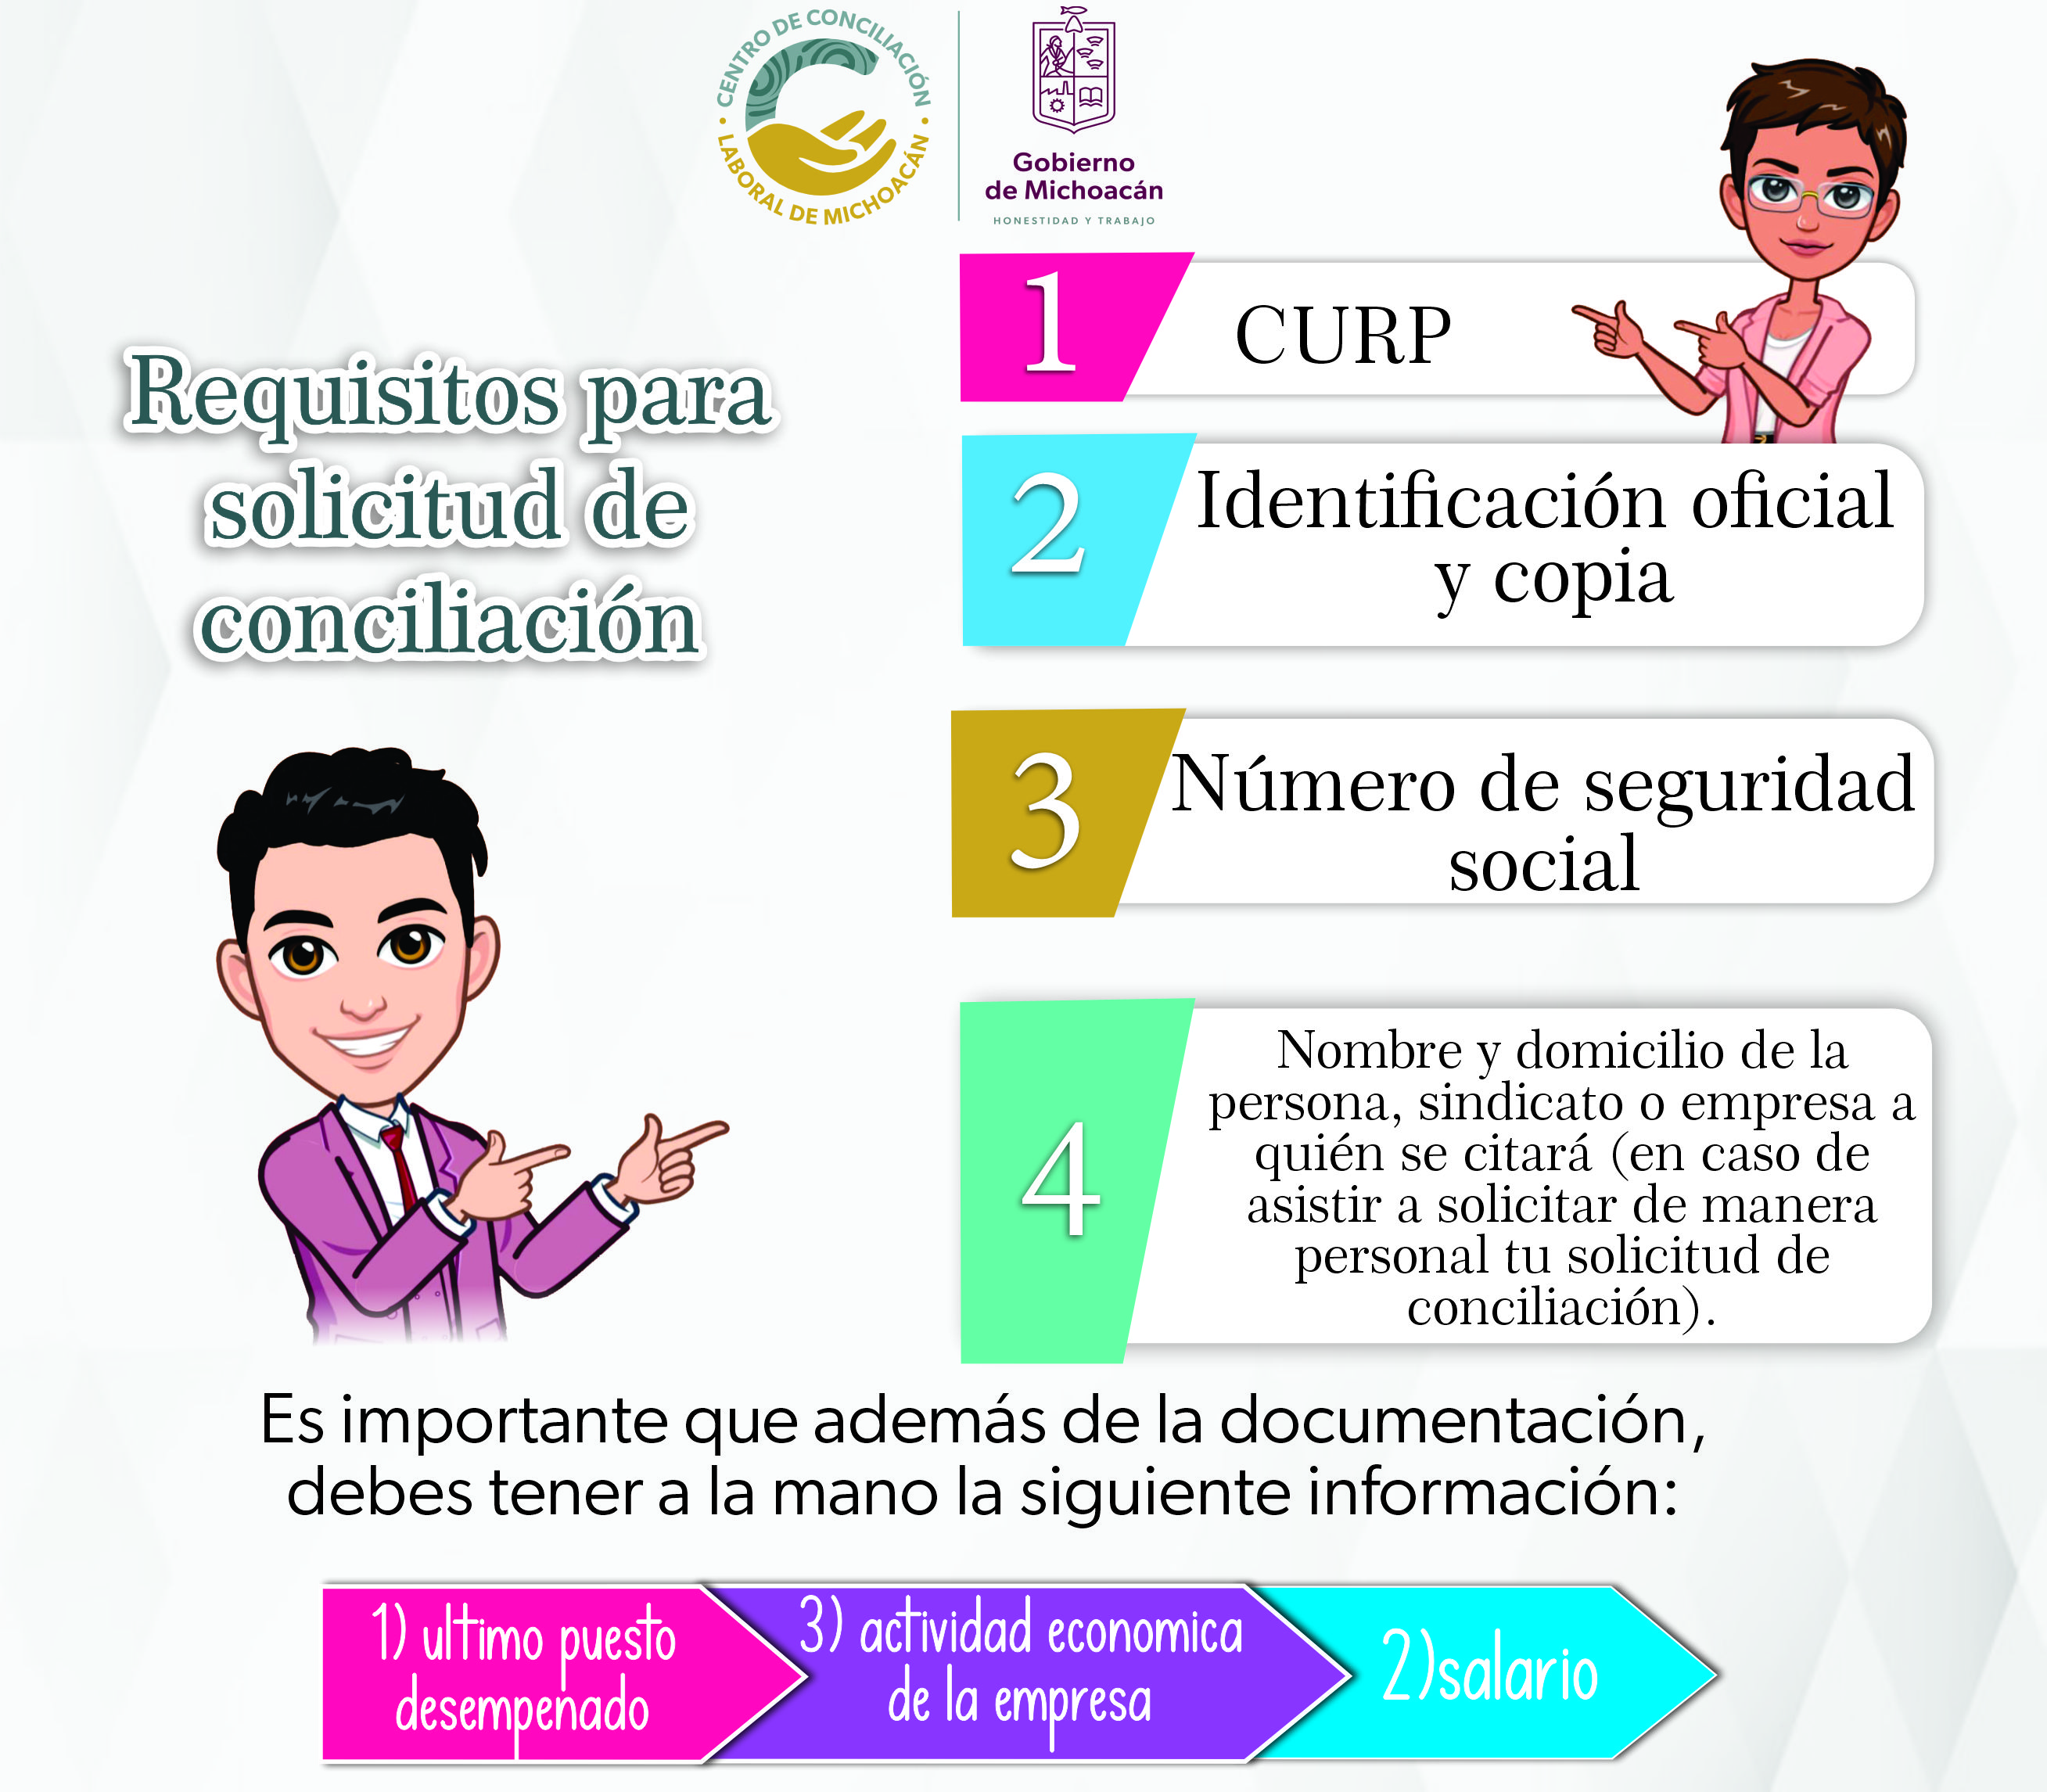 CENTRO DE CONCILIACIÓN
LABORAL DE MICHOACÁN
Gobierno
de Michoacán
HONESTIDAD Y TRABAJO
Requisitos para
solicitud de
conciliación
1
CURP
2
Identificación oficial
y copia
3
Número de seguridad
social
4
Nombre y domicilio de la
persona, sindicato o empresa a
quién se citará (en caso de
asistir a solicitar de manera
personal tu solicitud de
conciliación).
Es importante que además de la documentación,
debes tener a la mano la siguiente información:
1) ultimo puesto
desempenado
3) actividad economica
de la empresa
2)salario